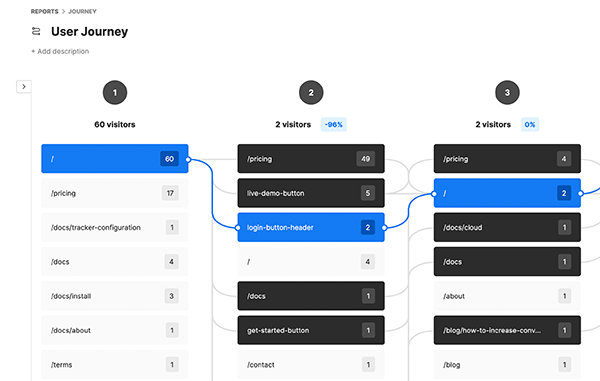 REPORTS > JOURNEY
User Journey
+ Add description
1
60 visitors
/ 60
/pricing 17
/docs/tracker-configuration 1
/docs 4
/docs/install 3
/docs/about 1
/terms 1
2
2 visitors -96%
/pricing 49
live-demo-button 5
login-button-header 2
/ 4
/docs 1
get-started-button 1
/contact 1
3
2 visitors 0%
/pricing 4
/ 2
/docs/cloud 1
/docs 1
/about 1
/blog/how-to-increase-conv... 1
/blog 1